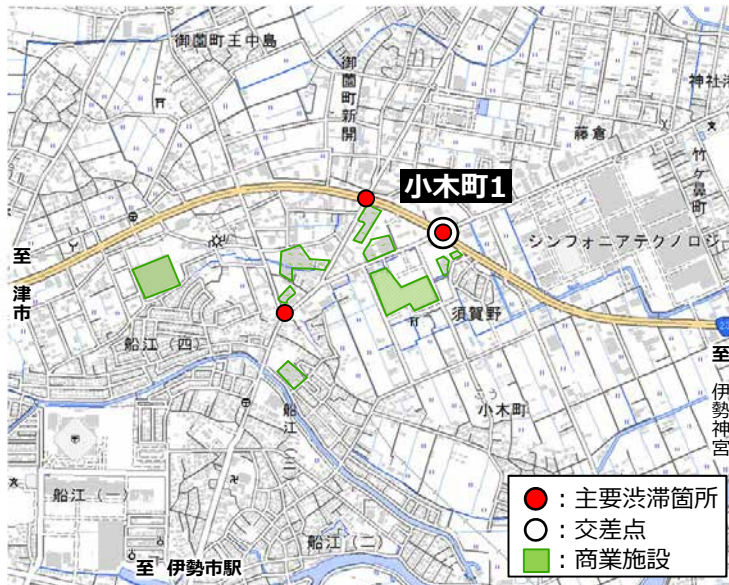 御薗町王中島
御薗町新開
神社港
藤倉
竹ケ鼻町
小木町1
シンフォニアテクノロジ
至 津市
須賀野
船江(四)
至 伊勢神宮
小木町
船江(三)
船江(一)
船江(二)
至 伊勢市駅
:主要渋滞箇所
:交差点
:商業施設